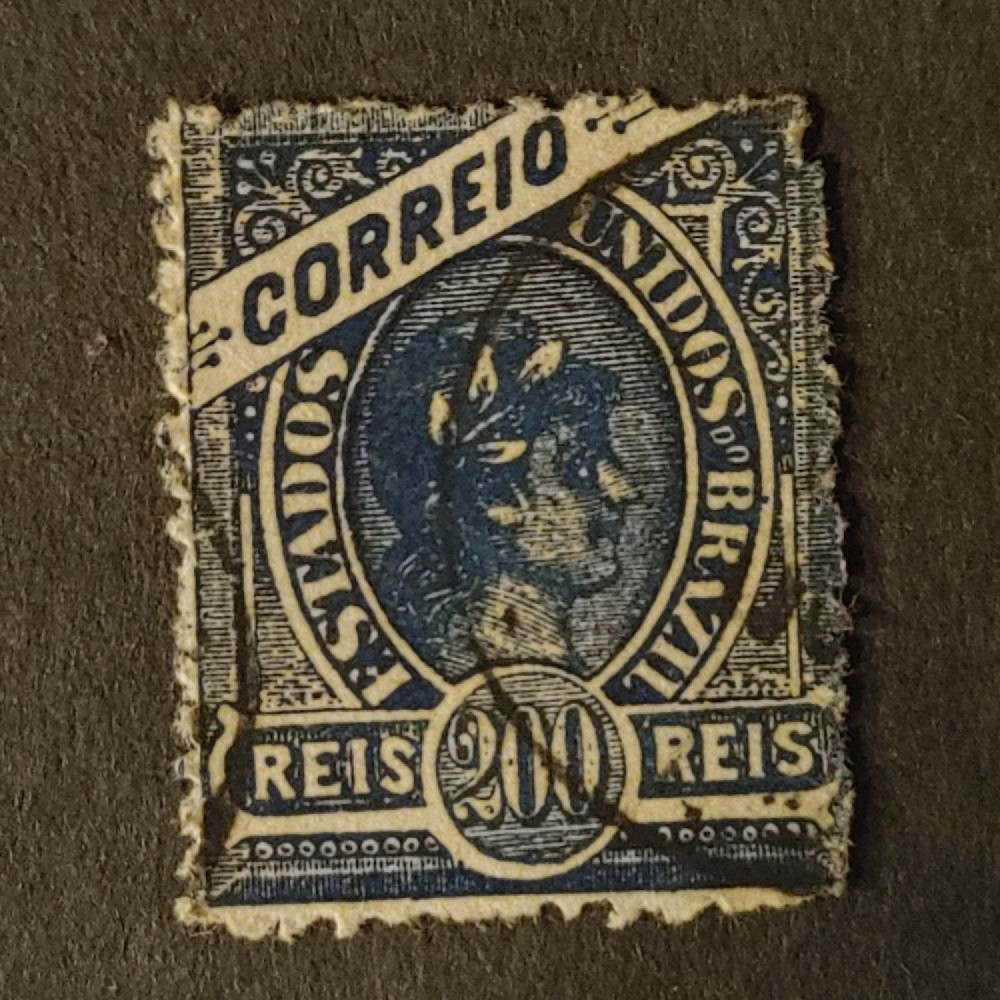 CORREIO
ESTADOS UNIDOS DO BRAZIL
REIS 200 REIS